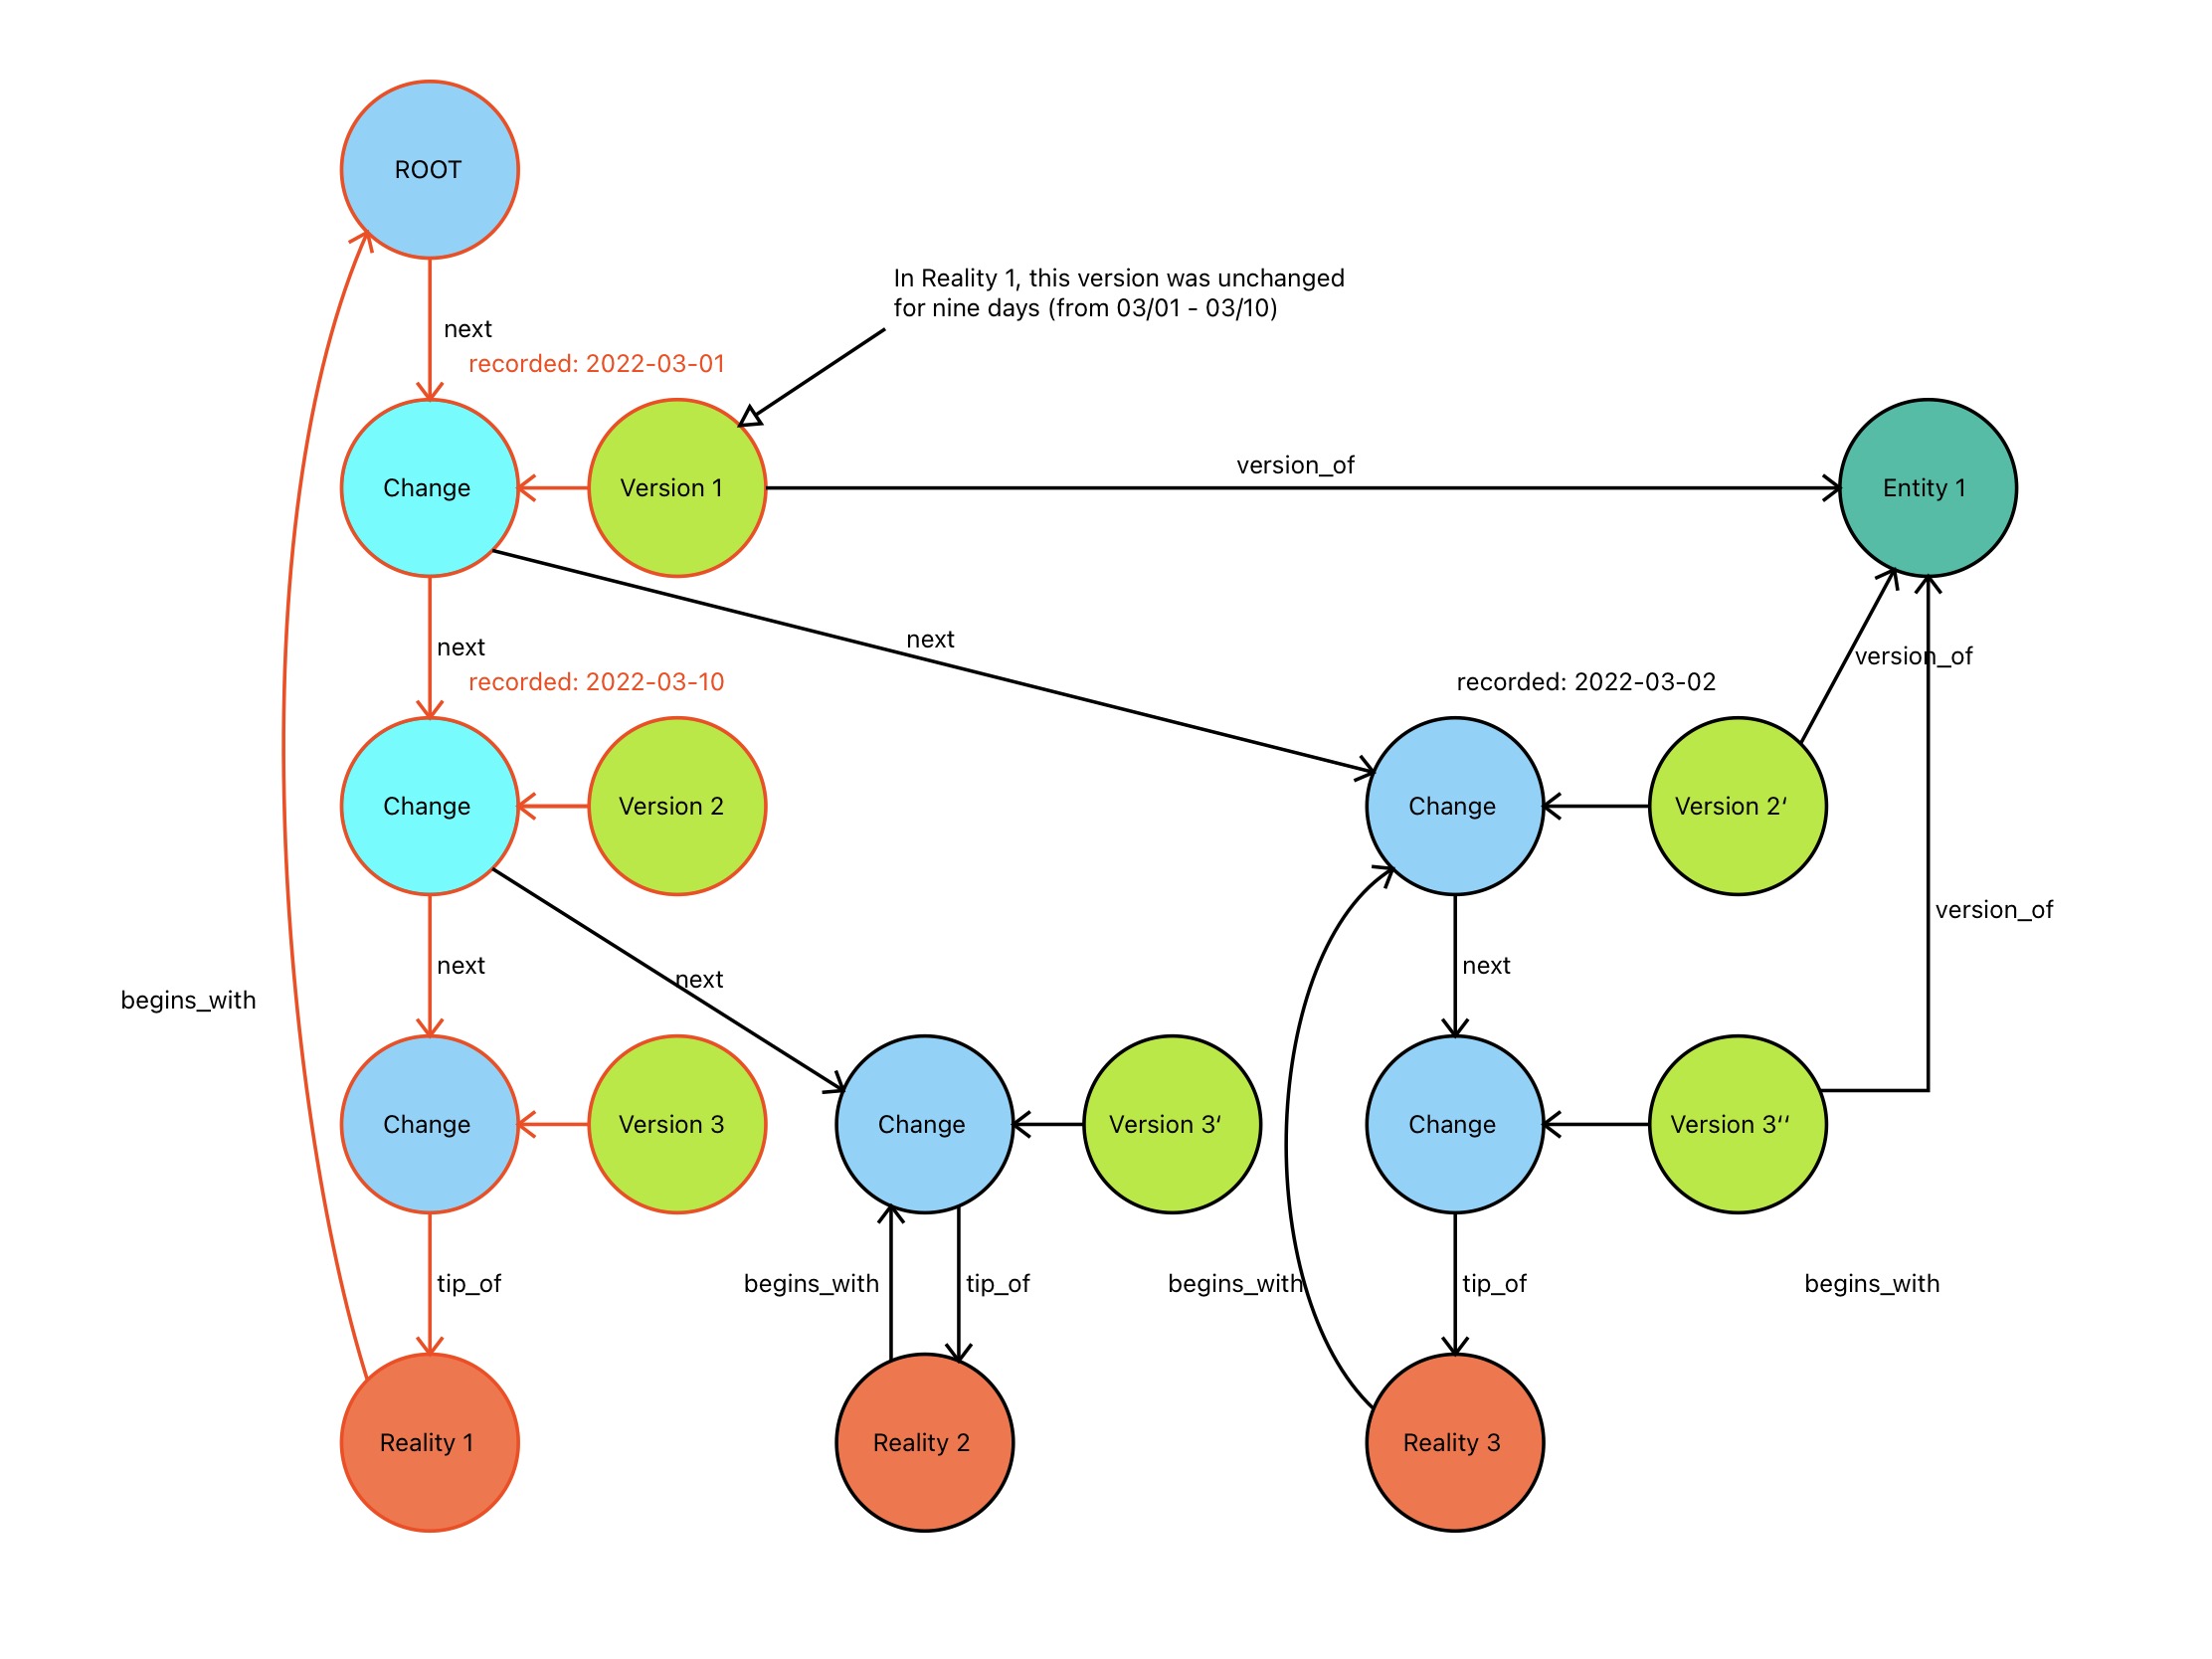 ROOT
In Reality 1, this version was unchanged
for nine days (from 03/01 - 03/10)
next
recorded: 2022-03-01
version_of
Change
Version 1
Entity 1
next
next
version_of
recorded: 2022-03-10
recorded: 2022-03-02
Change
Version 2
Change
Version 2‘
version_of
next
next
next
begins_with
Change
Version 3
Change
Version 3‘
Change
Version 3‘‘
tip_of
begins_with
tip_of
begins_with
tip_of
begins_with
Reality 1
Reality 2
Reality 3